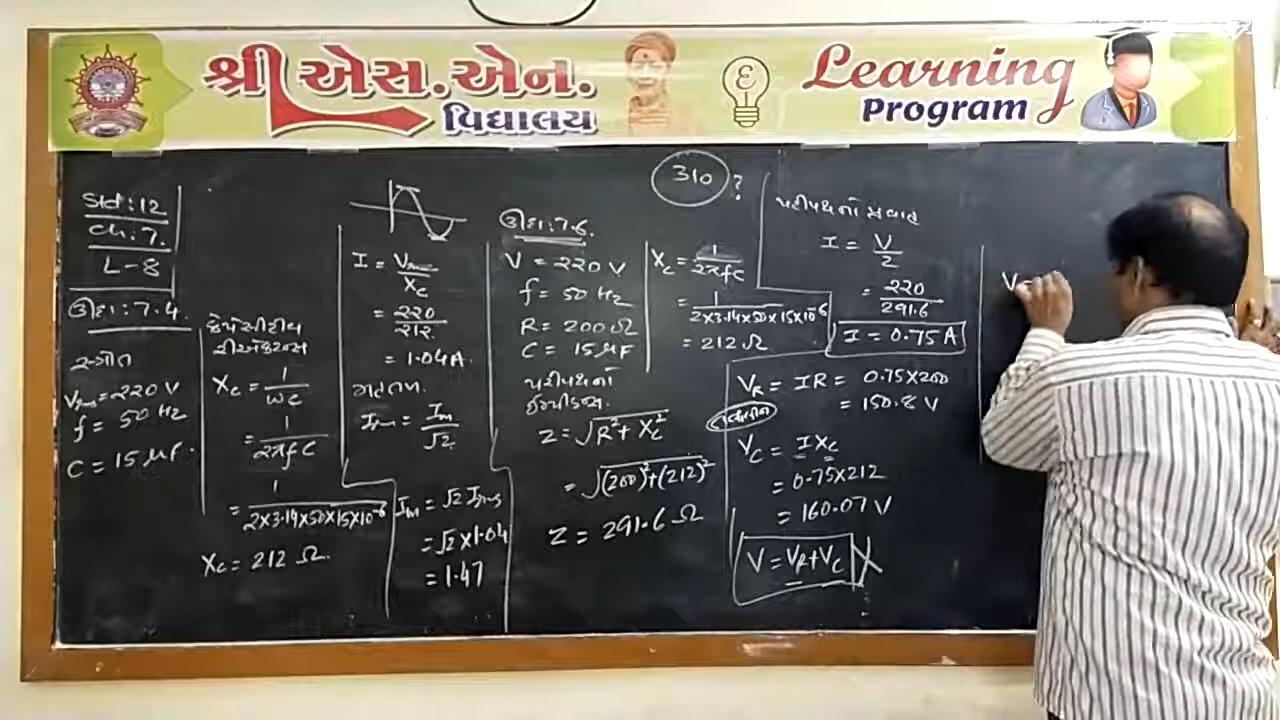 શ્રી એસ.એન.
વિદ્યાલય
Learning
Program
Std:12
Ch:7.
L-8
ઉદા:7.4.
સ્ત્રોત
Vrms=220 V
f = 50 Hz
C = 15 μF.
કેપેસીટીવ
રીએકટન્સ
Xc = 1/ωC
= 1/2πfC
= 1/2×3.14×50×15×10⁻⁶
Xc = 212 Ω.
I = Vrms/Xc
= 220/212
= 1.04A.
મહતમ.
Irms = Im/√2
Im = √2 Irms
= √2 × 1.04
= 1.47
ઉદા:7.6.
V = 220 V
f = 50 Hz
R = 200 Ω
C = 15 μF
પરીપથનો
ઈમ્પીડન્સ.
Z = √R²+Xc²
= √(200)²+(212)²
Z = 291.6 Ω
310 ?
Xc = 1/2πfC
= 1/2×3.14×50×15×10⁻⁶
= 212 Ω
પરીપથનો પ્રવાહ
I = V/2
= 220/291.6
I = 0.75 A
VR = IR = 0.75×200
= 150.8 V
Vc = IXc
= 0.75×212
= 160.07 V
V = VR+Vc X
V